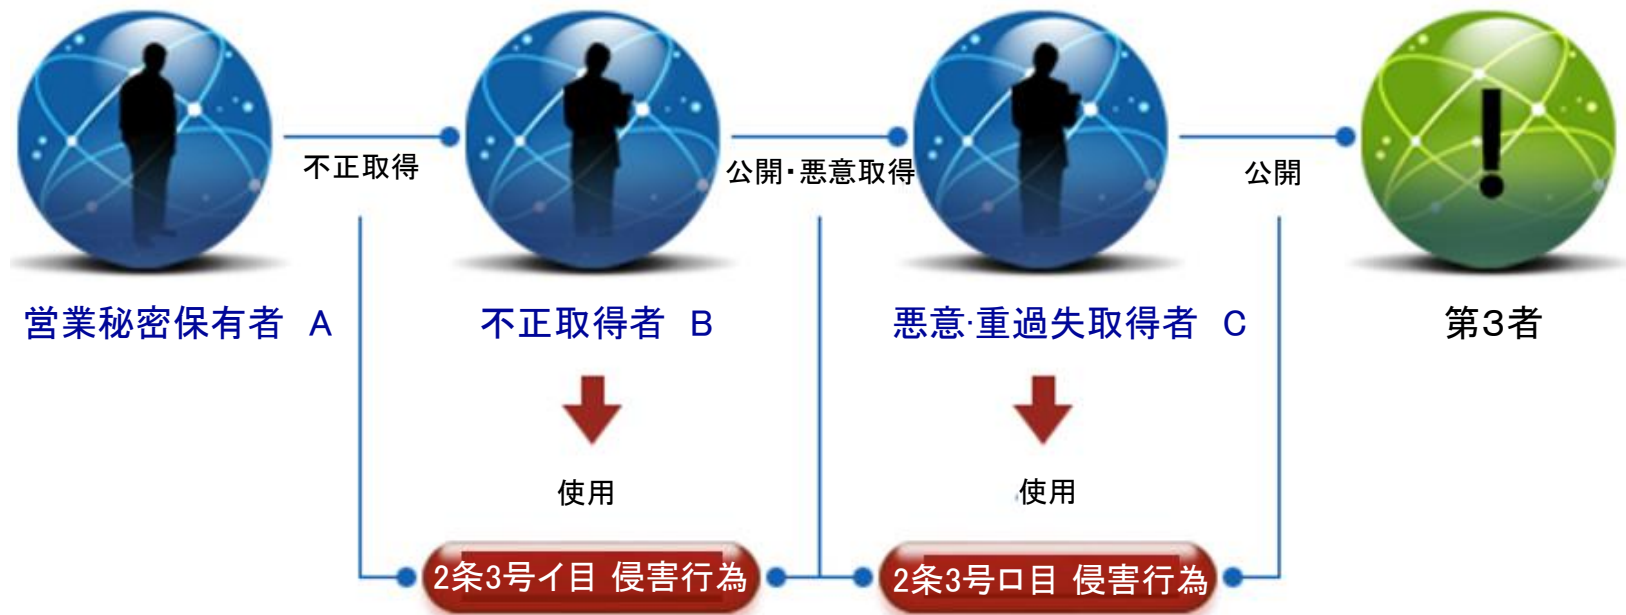 不正取得
公開・悪意取得
公開
営業秘密保有者 A
不正取得者 B
悪意·重過失取得者 C
第3者
使用
使用
2条3号イ目 侵害行為
2条3号ロ目 侵害行為